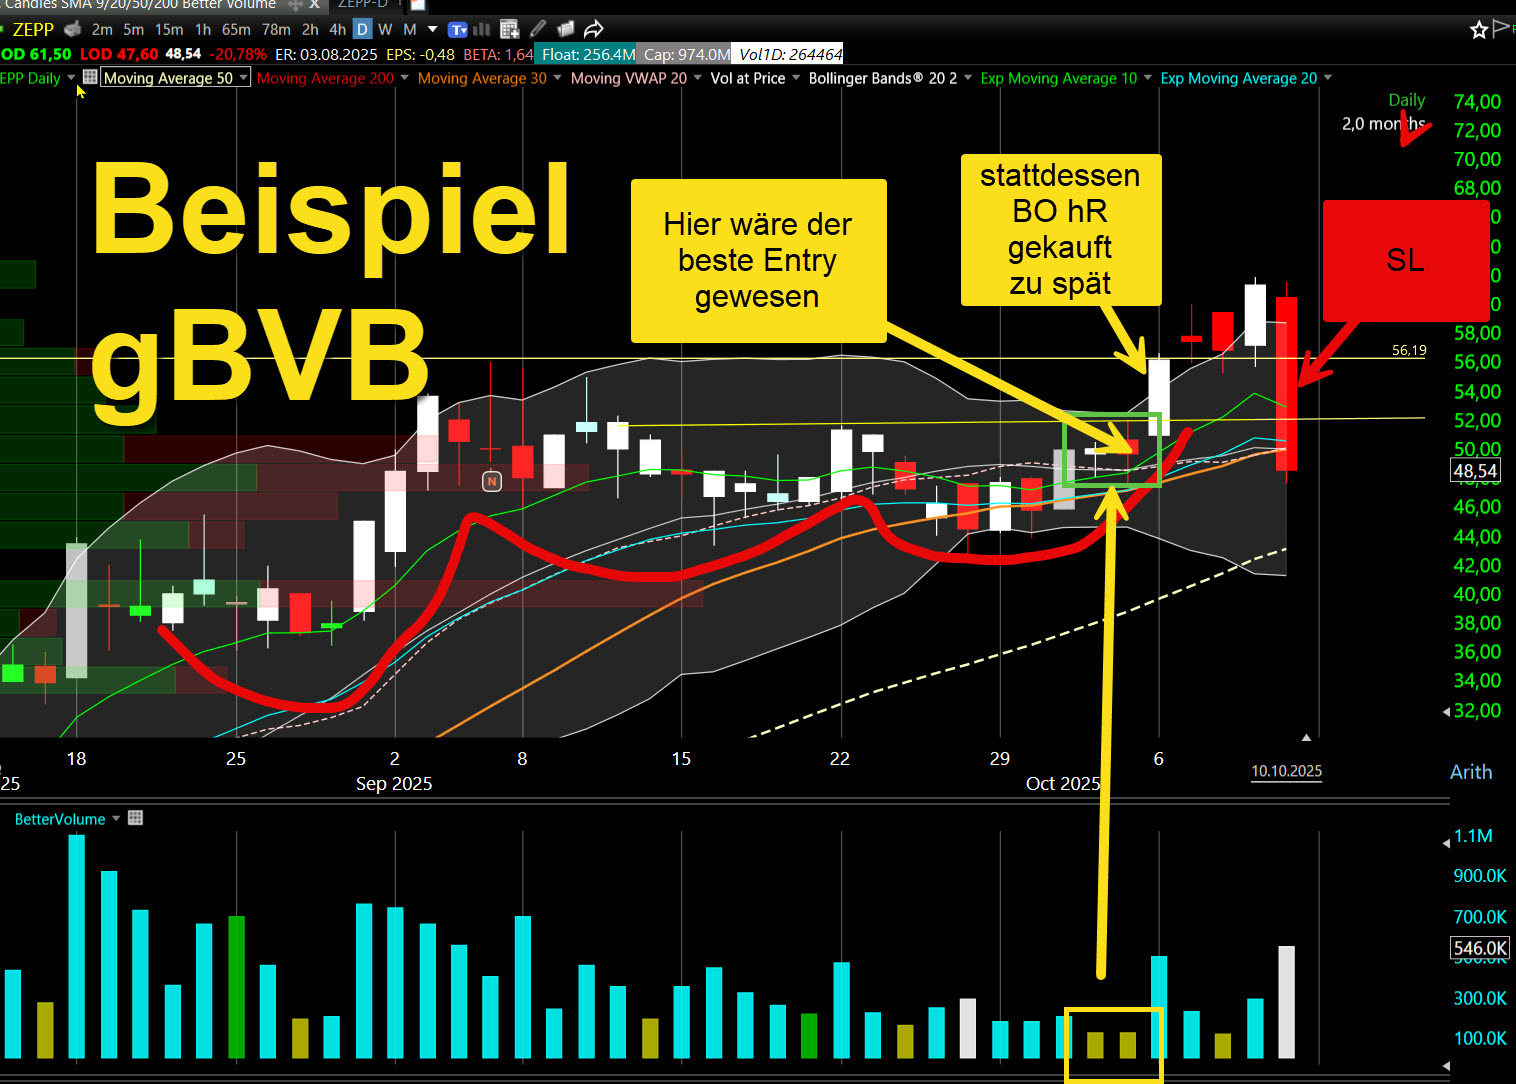 Candles SMA 9/20/50/200 Better Volume X ZEPP-D
ZEPP 2m 5m 15m 1h 65m 78m 2h 4h D W M T
OD 61,50 LOD 47,60 48,54 -20,78% ER: 03.08.2025 EPS: -0,48 BETA: 1,64 Float: 256.4M Cap: 974.0M Vol1D: 264464
EPP Daily Moving Average 50 Moving Average 200 Moving Average 30 Moving VWAP 20 Vol at Price Bollinger Bands® 20 2 Exp Moving Average 10 Exp Moving Average 20
Daily
2,0 months
Beispiel
gBVB
Hier wäre der
beste Entry
gewesen
stattdessen
BO hR
gekauft
zu spät
SL
56,19
N
74,00
72,00
70,00
68,00
58,00
56,00
54,00
52,00
50,00
48,54
46,00
44,00
42,00
40,00
38,00
36,00
34,00
32,00
18 25 2 8 15 22 29 6
25 Sep 2025 Oct 2025 10.10.2025
Arith
BetterVolume
1.1M
900.0K
700.0K
546.0K
300.0K
100.0K